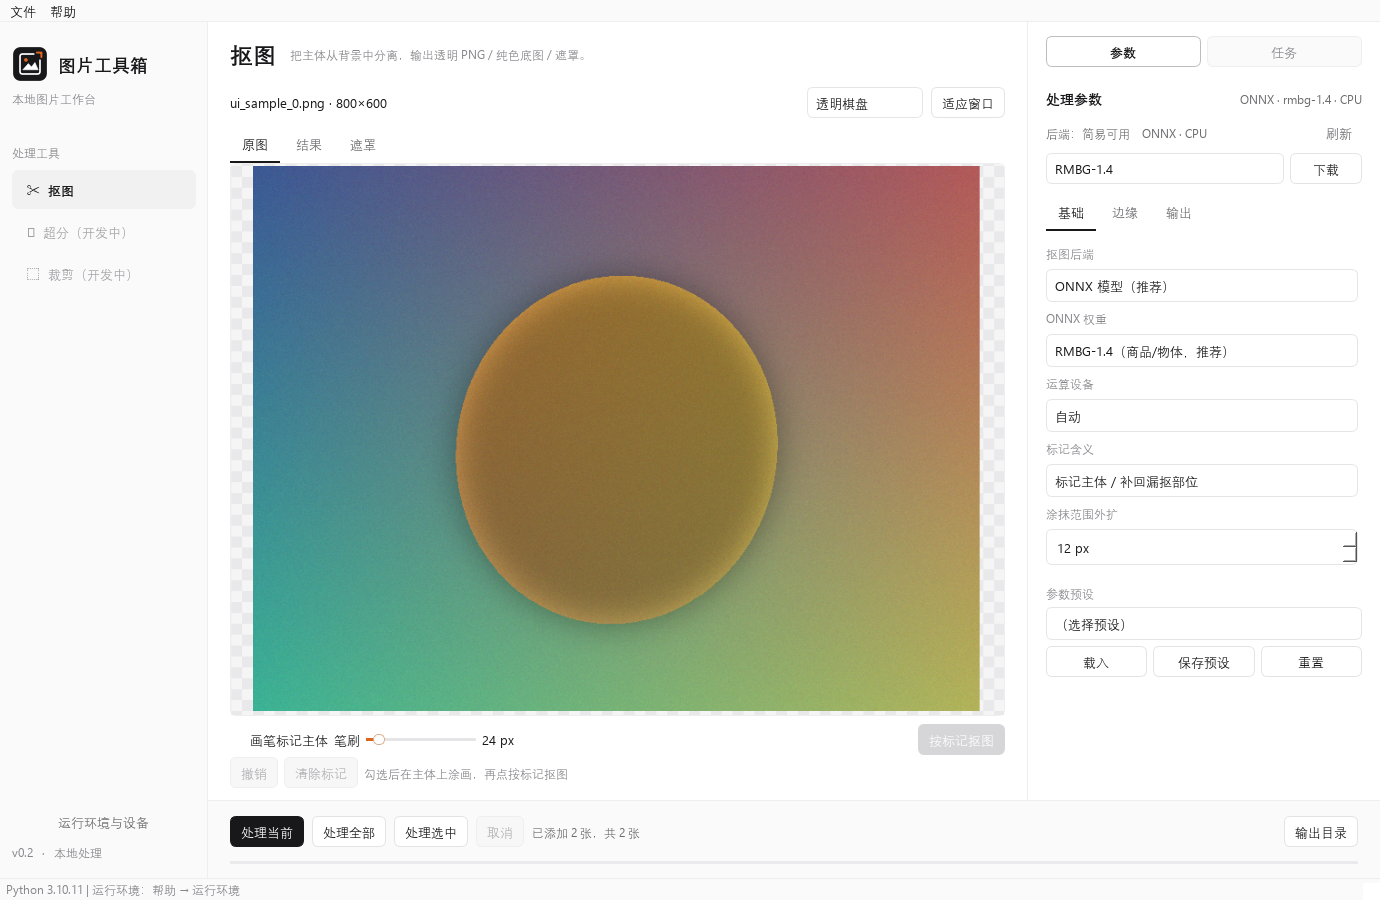 文件 帮助
图片工具箱
本地图片工作台
处理工具
抠图
超分（开发中）
裁剪（开发中）
运行环境与设备
v0.2 · 本地处理
抠图 把主体从背景中分离，输出透明 PNG / 纯色底图 / 遮罩。
ui_sample_0.png · 800×600 透明棋盘 适应窗口
原图 结果 遮罩
画笔标记主体 笔刷 24 px 按标记抠图
撤销 清除标记 勾选后在主体上涂画，再点按标记抠图
处理当前 处理全部 处理选中 取消 已添加 2 张，共 2 张 输出目录
参数 任务
处理参数 ONNX · rmbg-1.4 · CPU
后端：简易可用 ONNX · CPU 刷新
RMBG-1.4 下载
基础 边缘 输出
抠图后端
ONNX 模型（推荐）
ONNX 权重
RMBG-1.4（商品/物体，推荐）
运算设备
自动
标记含义
标记主体 / 补回漏抠部位
涂抹范围外扩
12 px
参数预设
（选择预设）
载入 保存预设 重置
Python 3.10.11 | 运行环境：帮助 → 运行环境